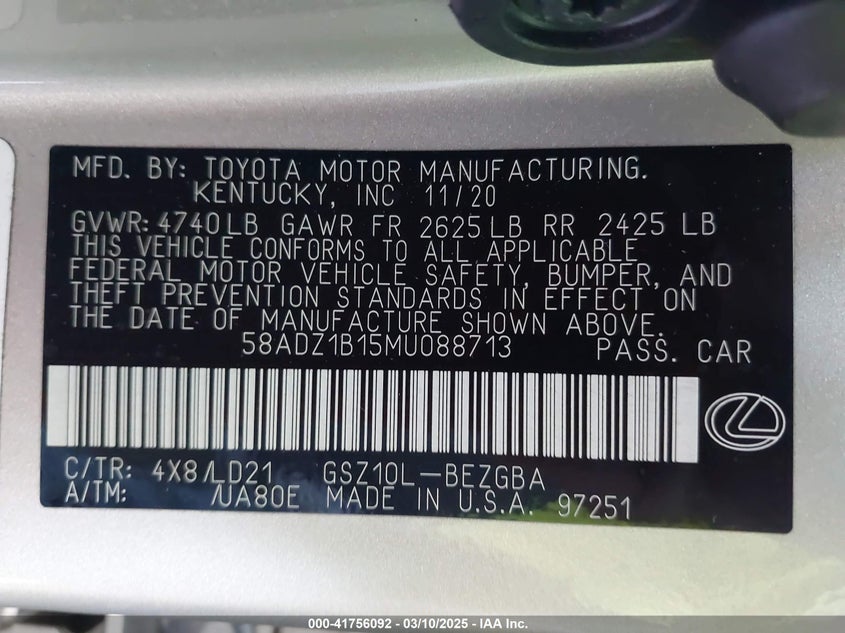 MFD. BY: TOYOTA MOTOR MANUFACTURING.
KENTUCKY, INC 11/20
GVWR: 4740LB GAWR FR 2625LB RR 2425 LB
THIS VEHICLE CONFORMS TO ALL APPLICABLE
FEDERAL MOTOR VEHICLE SAFETY, BUMPER, AND
THEFT PREVENTION STANDARDS IN EFFECT ON
THE DATE OF MANUFACTURE SHOWN ABOVE.
58ADZ1B15MU088713 PASS. CAR
C/TR: 4X8/LD21 GSZ10L-BEZGBA
A/TM: /UA80E MADE IN U.S.A. 97251
000-41756092 - 03/10/2025 - IAA Inc.